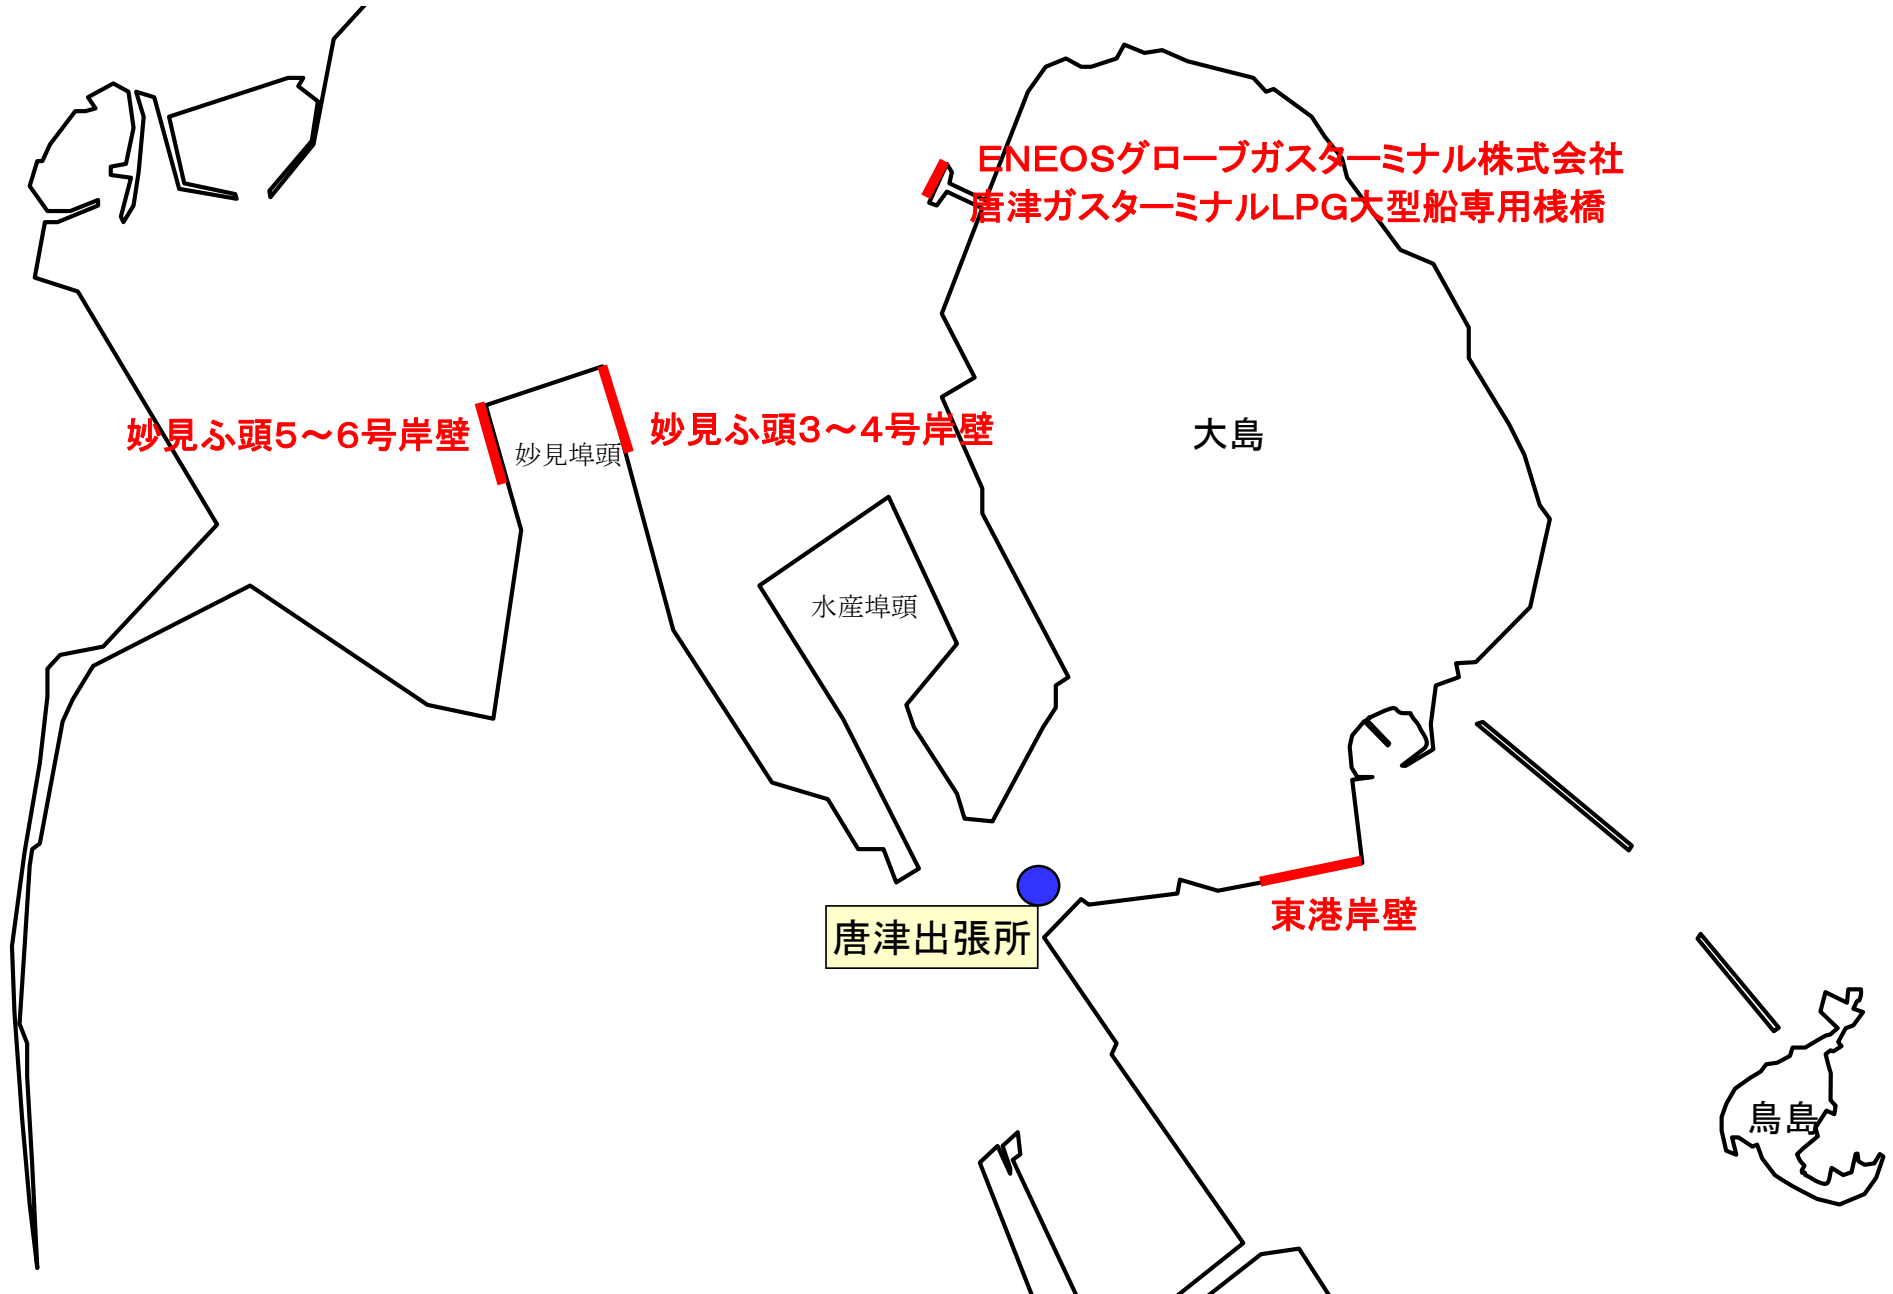 ENEOSグローブガスターミナル株式会社
唐津ガスターミナルLPG大型船専用桟橋
妙見ふ頭5～6号岸壁
妙見埠頭
妙見ふ頭3～4号岸壁
大島
水産埠頭
東港岸壁
唐津出張所
鳥島